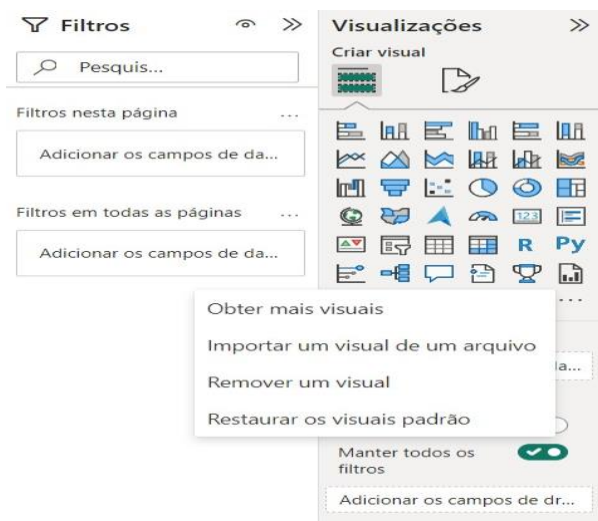 Filtros
Pesquis...
Filtros nesta página
...
Adicionar os campos de da...
Filtros em todas as páginas
...
Adicionar os campos de da...
Visualizações
Criar visual
123
R
Py
...
Obter mais visuais
Importar um visual de um arquivo
Remover um visual
Restaurar os visuais padrão
da...
Manter todos os
filtros
Adicionar os campos de dr...